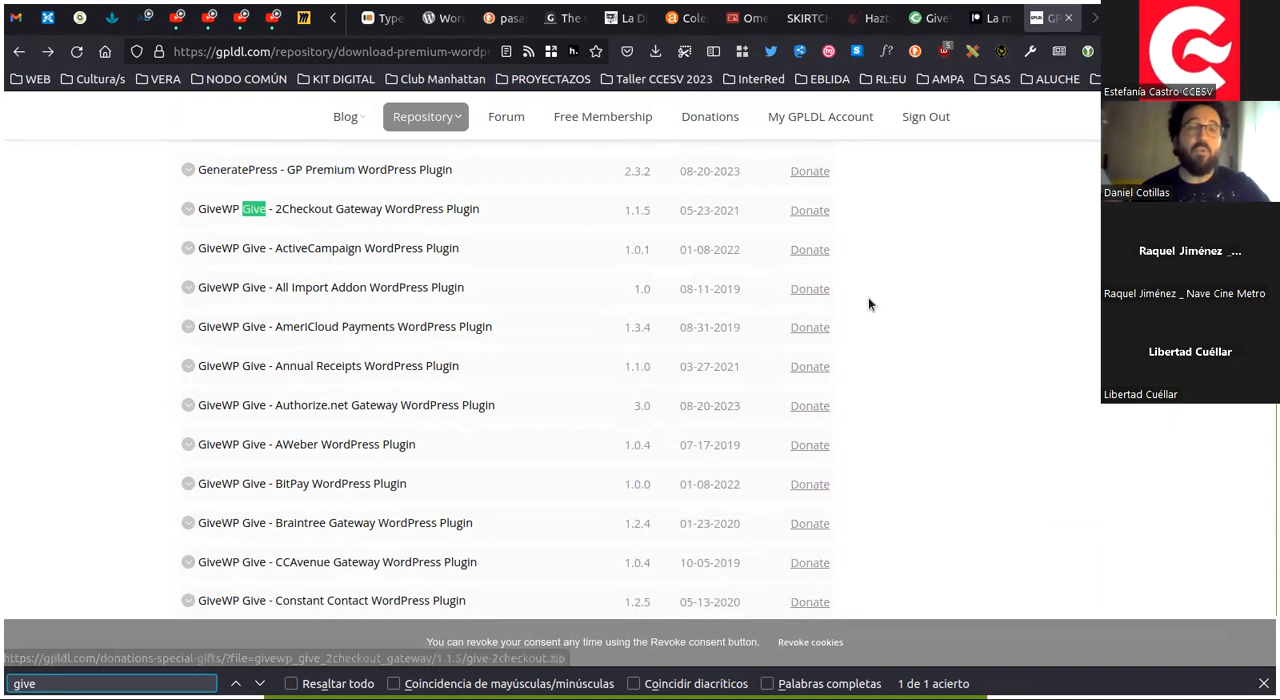 Type
Wor
pasa
The
La D
Cole
Ome
SKIRTCH
Hazt
Give
La m
GP
https://gpldl.com/repository/download-premium-wordpr
WEB
Cultura/s
VERA
NODO COMÚN
KIT DIGITAL
Club Manhattan
PROYECTAZOS
Taller CCESV 2023
InterRed
EBLIDA
RL:EU
AMPA
SAS
ALUCHE
Blog Repository Forum Free Membership Donations My GPLDL Account Sign Out
GeneratePress - GP Premium WordPress Plugin 2.3.2 08-20-2023 Donate
GiveWP Give - 2Checkout Gateway WordPress Plugin 1.1.5 05-23-2021 Donate
GiveWP Give - ActiveCampaign WordPress Plugin 1.0.1 01-08-2022 Donate
GiveWP Give - All Import Addon WordPress Plugin 1.0 08-11-2019 Donate
GiveWP Give - AmeriCloud Payments WordPress Plugin 1.3.4 08-31-2019 Donate
GiveWP Give - Annual Receipts WordPress Plugin 1.1.0 03-27-2021 Donate
GiveWP Give - Authorize.net Gateway WordPress Plugin 3.0 08-20-2023 Donate
GiveWP Give - AWeber WordPress Plugin 1.0.4 07-17-2019 Donate
GiveWP Give - BitPay WordPress Plugin 1.0.0 01-08-2022 Donate
GiveWP Give - Braintree Gateway WordPress Plugin 1.2.4 01-23-2020 Donate
GiveWP Give - CCAvenue Gateway WordPress Plugin 1.0.4 10-05-2019 Donate
GiveWP Give - Constant Contact WordPress Plugin 1.2.5 05-13-2020 Donate
You can revoke your consent any time using the Revoke consent button. Revoke cookies
https://gpldl.com/donations-special-gifts/?file=givewp_give_2checkout_gateway/1.1.5/give-2checkout.zip
give Resaltar todo Coincidencia de mayúsculas/minúsculas Coincidir diacríticos Palabras completas 1 de 1 acierto
Estefanía Castro CCESV
Daniel Cotillas
Raquel Jiménez _...
Raquel Jiménez _ Nave Cine Metro
Libertad Cuéllar
Libertad Cuéllar